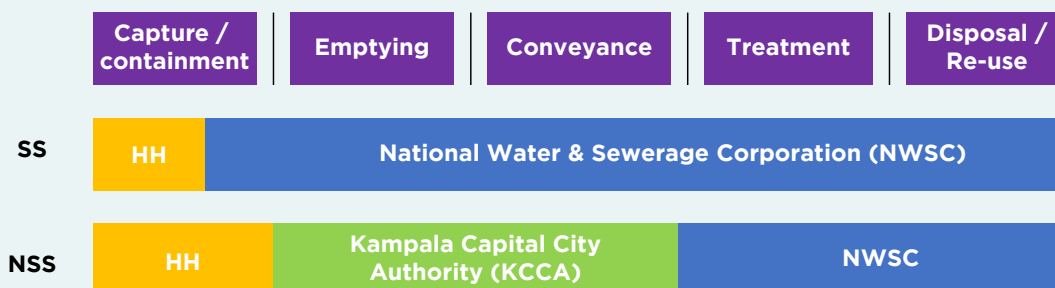 Capture /
containment
Emptying
Conveyance
Treatment
Disposal /
Re-use
SS
HH
National Water & Sewerage Corporation (NWSC)
NSS
HH
Kampala Capital City
Authority (KCCA)
NWSC